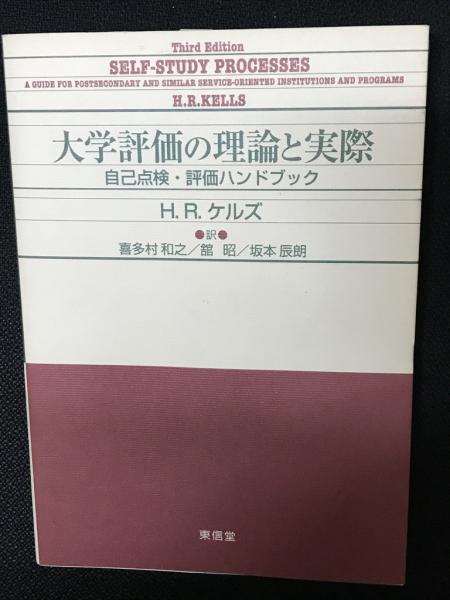 Third Edition
SELF-STUDY PROCESSES
A GUIDE FOR POSTSECONDARY AND SIMILAR SERVICE-ORIENTED INSTITUTIONS AND PROGRAMS
H.R.KELLS
大学評価の理論と実際
自己点検・評価ハンドブック
H. R. ケルズ
●訳●
喜多村 和之／舘 昭／坂本 辰朗
東信堂